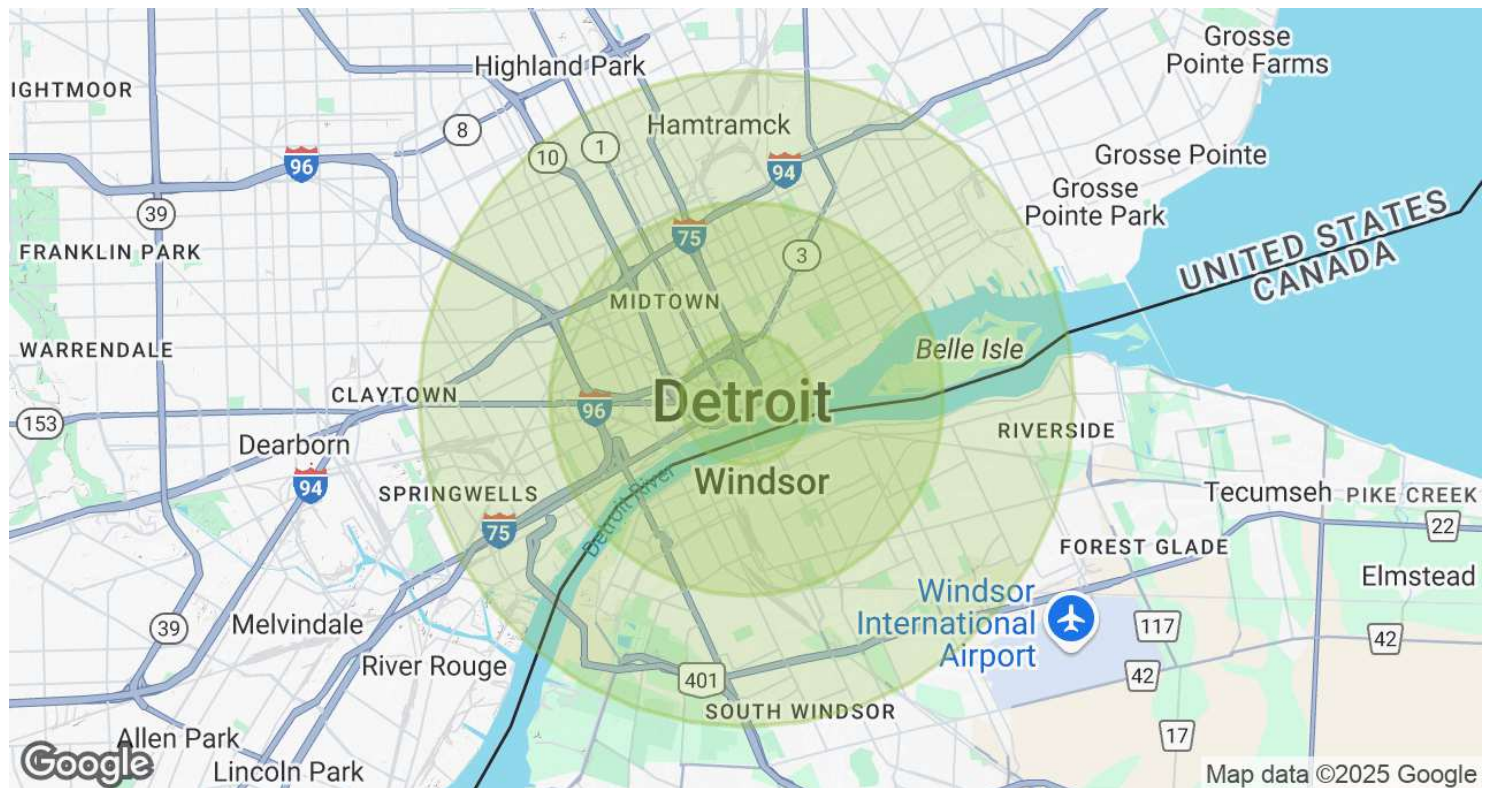 Grosse
Pointe Farms
Highland Park
IGHTMOOR
Hamtramck
8
10
1
Grosse Pointe
96
94
Grosse
Pointe Park
39
UNITED STATES
CANADA
75
FRANKLIN PARK
3
MIDTOWN
WARRENDALE
Belle Isle
CLAYTOWN
Detroit
96
153
RIVERSIDE
Dearborn
Windsor
94
SPRINGWELLS
Detroit River
Tecumseh
PIKE CREEK
75
22
FOREST GLADE
Elmstead
Windsor
International
Airport
39
Melvindale
117
42
River Rouge
401
42
SOUTH WINDSOR
17
Allen Park
Google
Lincoln Park
Map data ©2025 Google